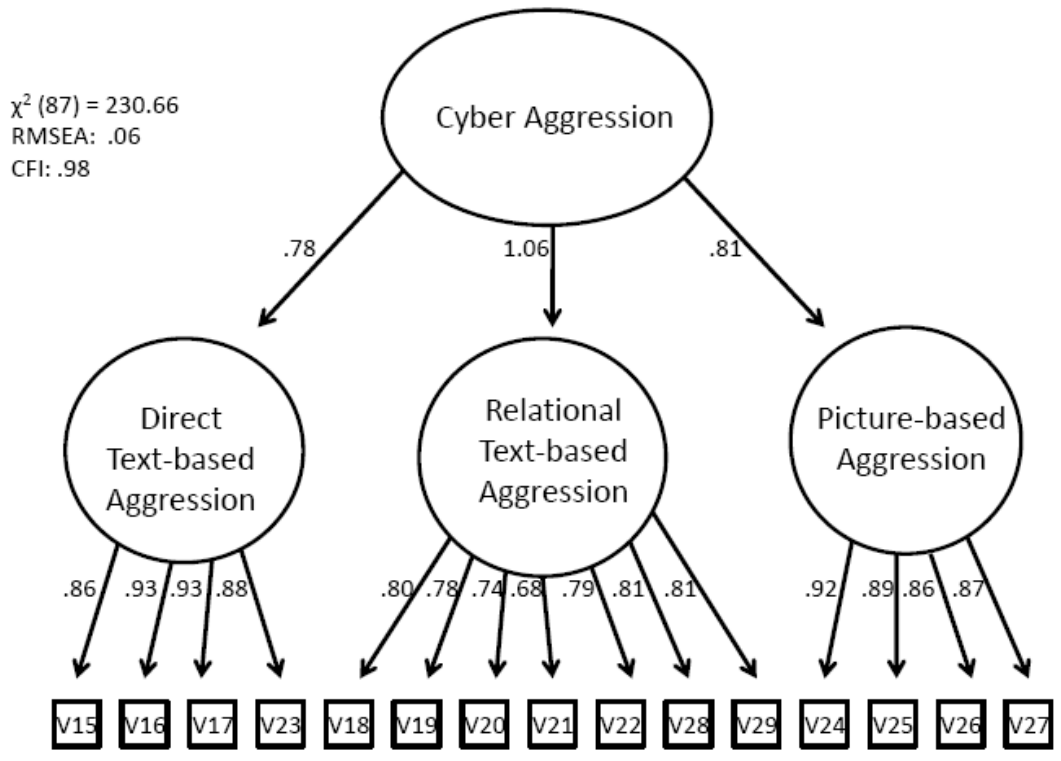 χ² (87) = 230.66
RMSEA: .06
CFI: .98
Cyber Aggression
.78
1.06
.81
Direct
Text-based
Aggression
Relational
Text-based
Aggression
Picture-based
Aggression
.86 .93 .93 .88 .80 .78 .74 .68 .79 .81 .81 .92 .89 .86 .87
V15 V16 V17 V23 V18 V19 V20 V21 V22 V28 V29 V24 V25 V26 V27